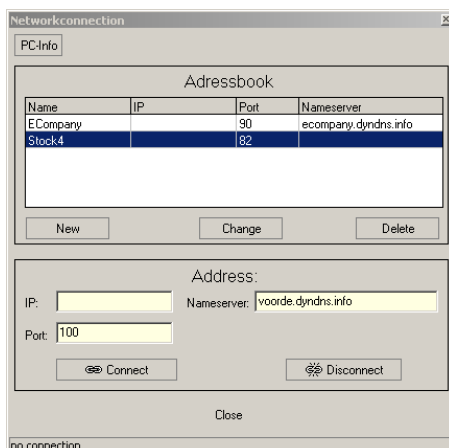 Networkconnection
PC-Info
Adressbook
Name IP Port Nameserver
ECompany 90 ecompany.dyndns.info
Stock4 82
New Change Delete
Address:
IP: Nameserver: voorde.dyndns.info
Port: 100
Connect Disconnect
Close
no connection